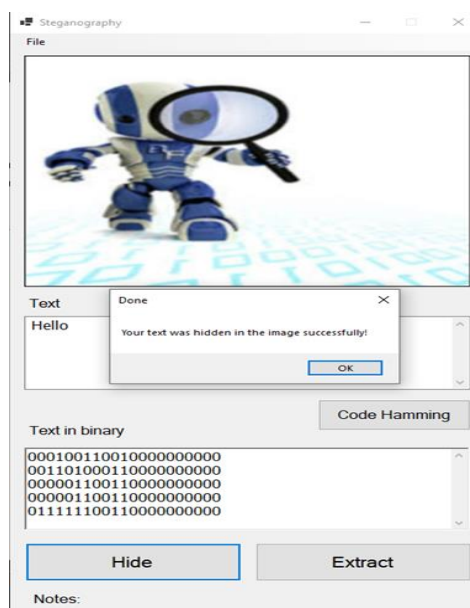 Steganography
File
Text
Hello
Done
Your text was hidden in the image successfully!
OK
Code Hamming
Text in binary
000100110010000000000
001101000110000000000
000001100110000000000
000001100110000000000
011111100110000000000
Hide
Extract
Notes: